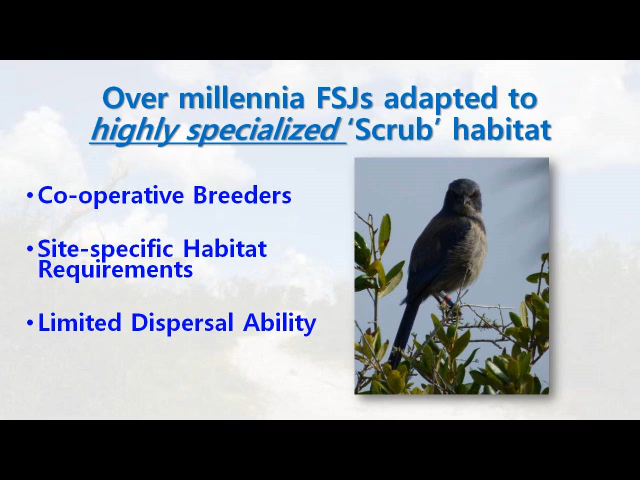 Over millennia FSJs adapted to
highly specialized ‘Scrub’ habitat
• Co-operative Breeders
• Site-specific Habitat
Requirements
• Limited Dispersal Ability